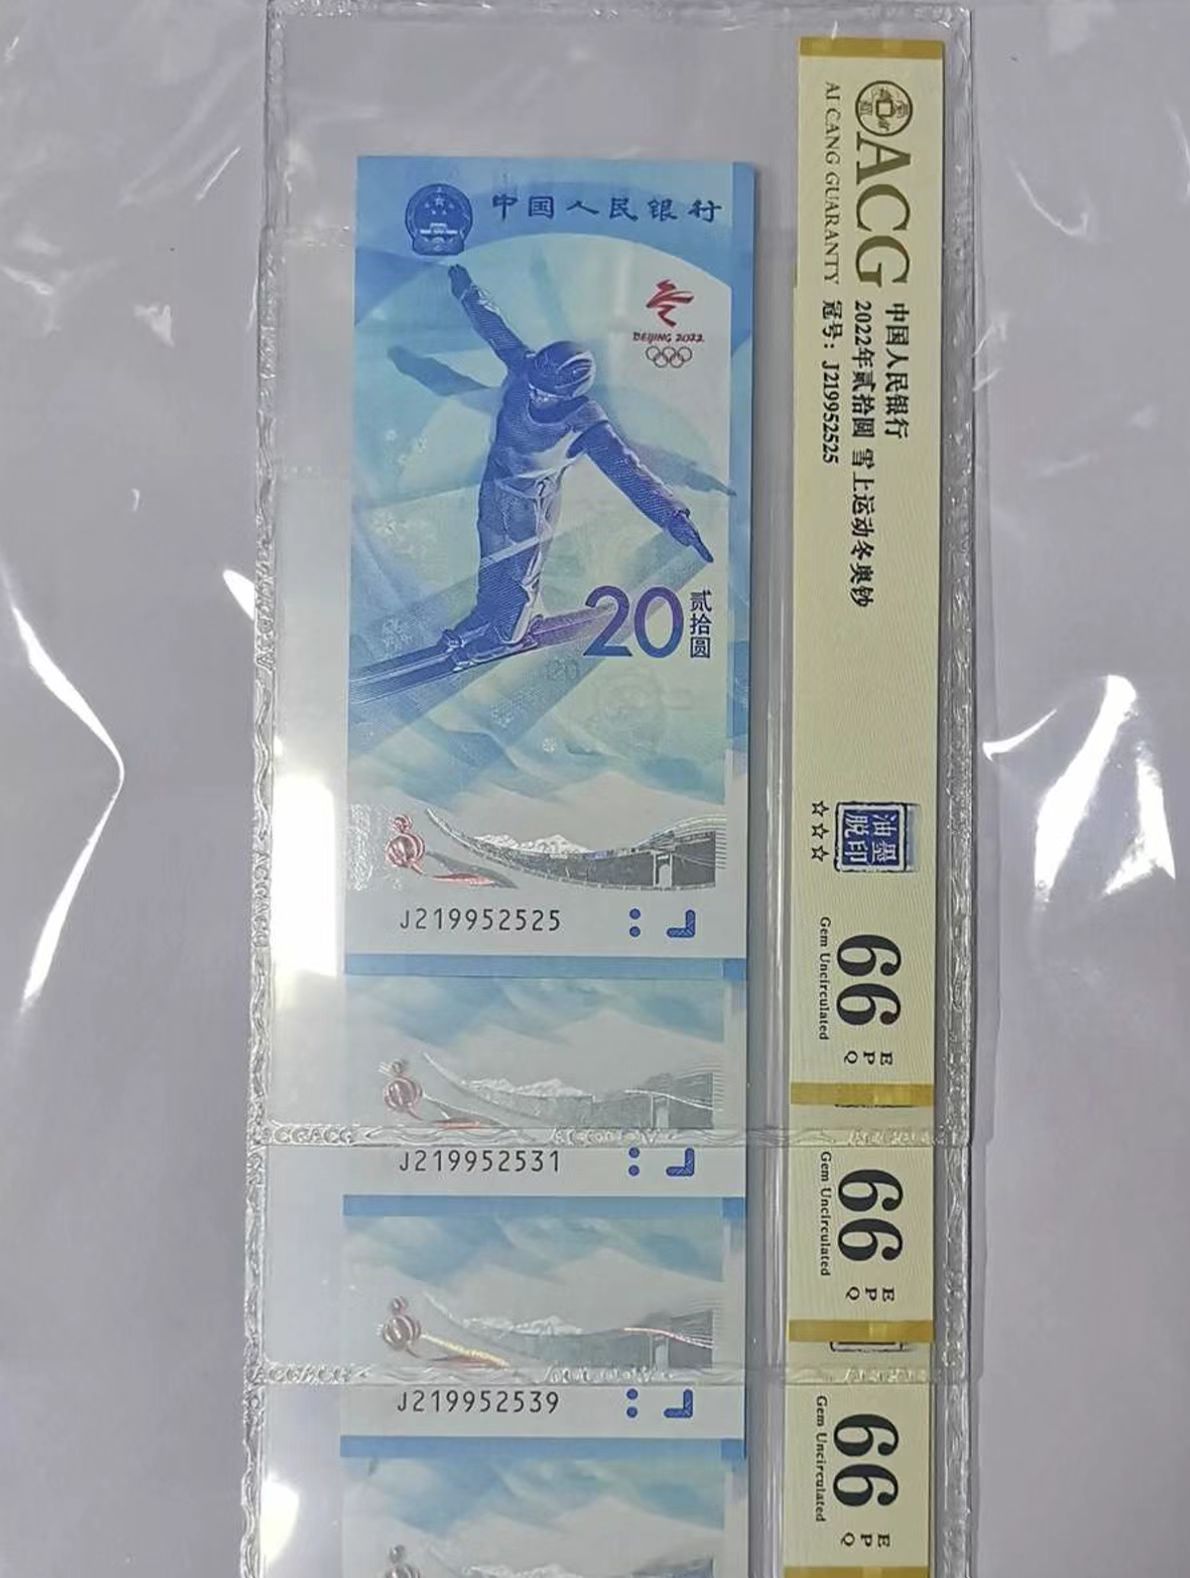 中国人民银行
BEIJING 2022
20
贰拾圆
20
J219952525
J219952531
J219952539
ACG
AI CANG GUARANTY
中国人民银行
2022年贰拾圆 雪上运动冬奥钞
冠号：J219952525
油墨
脱印
☆☆☆
66
EPQ
Gem Uncirculated
66
EPQ
Gem Uncirculated
66
EPQ
Gem Uncirculated